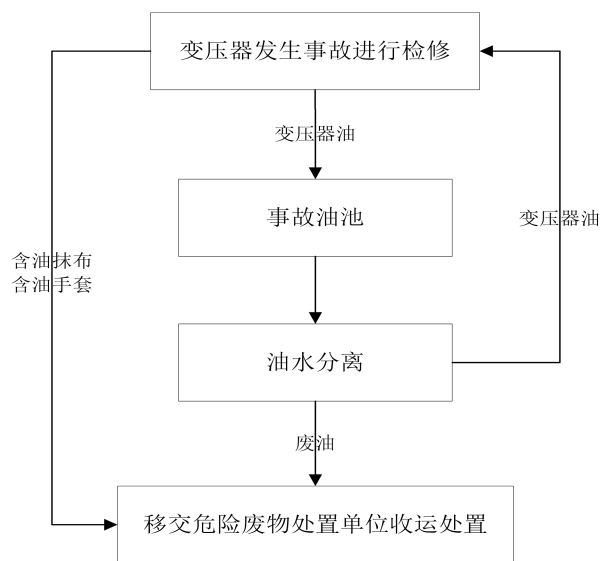 变压器发生事故进行检修
变压器油
事故油池
变压器油
含油抹布
含油手套
油水分离
废油
移交危险废物处置单位收运处置